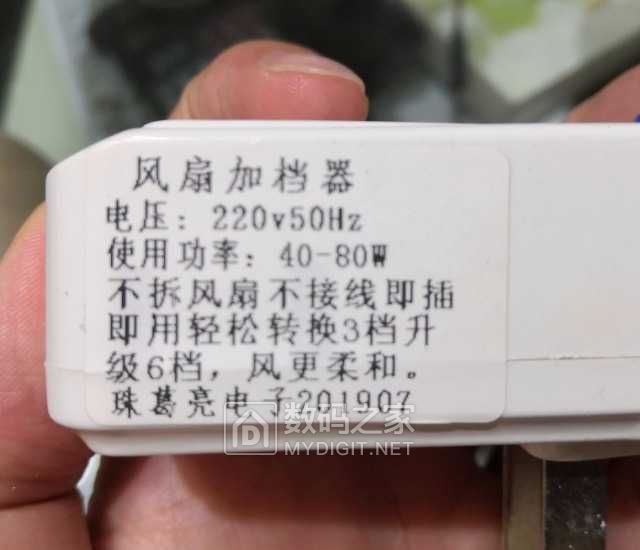 风扇加档器
电压：220v50Hz
使用功率：40-80W
不拆风扇不接线即插
即用轻松转换3档升
级6档，风更柔和。
珠葛亮电子201907
数码之家
MYDIGIT.NET